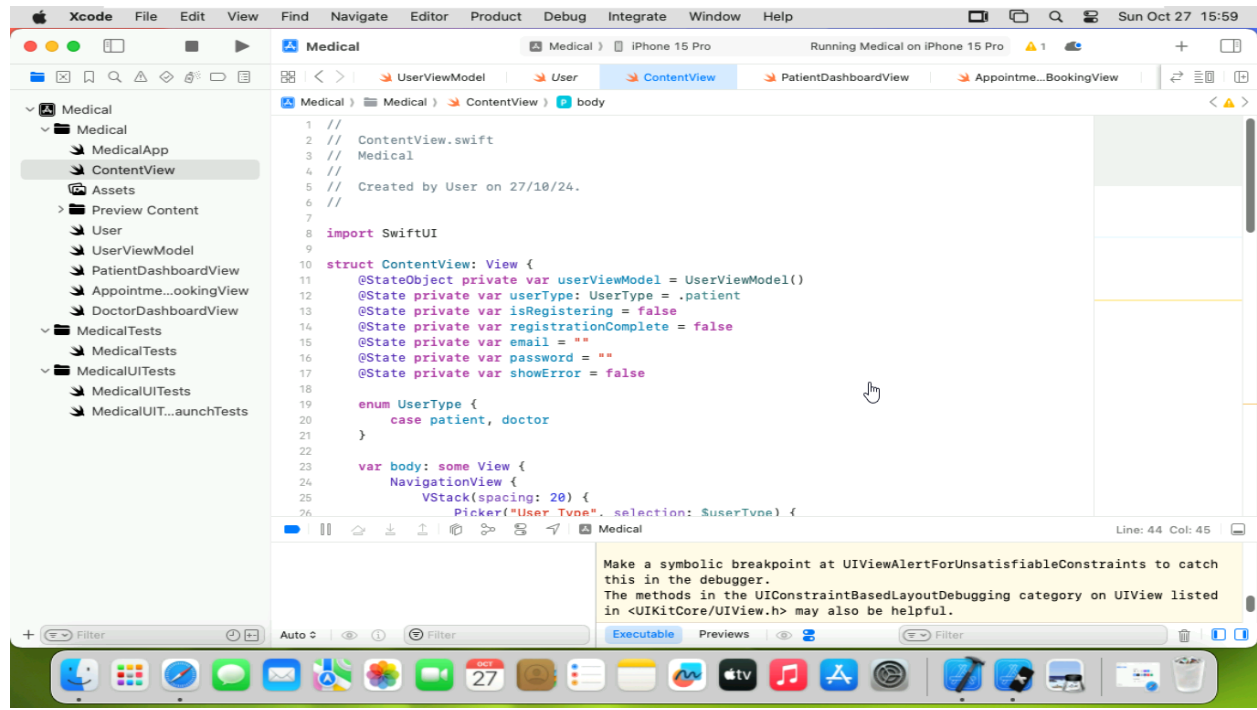 Xcode File Edit View Find Navigate Editor Product Debug Integrate Window Help Sun Oct 27 15:59
Medical Medical iPhone 15 Pro Running Medical on iPhone 15 Pro 1
UserViewModel User ContentView PatientDashboardView Appointme...BookingView
Medical Medical ContentView body
Medical
Medical
MedicalApp
ContentView
Assets
Preview Content
User
UserViewModel
PatientDashboardView
Appointme...ookingView
DoctorDashboardView
MedicalTests
MedicalTests
MedicalUITests
MedicalUITests
MedicalUIT...aunchTests
Filter
1 //
2 // ContentView.swift
3 // Medical
4 //
5 // Created by User on 27/10/24.
6 //
7
8 import SwiftUI
9
10 struct ContentView: View {
11 @StateObject private var userViewModel = UserViewModel()
12 @State private var userType: UserType = .patient
13 @State private var isRegistering = false
14 @State private var registrationComplete = false
15 @State private var email = ""
16 @State private var password = ""
17 @State private var showError = false
18
19 enum UserType {
20 case patient, doctor
21 }
22
23 var body: some View {
24 NavigationView {
25 VStack(spacing: 20) {
26 Picker("User Type", selection: $userType) {
Medical Line: 44 Col: 45
Make a symbolic breakpoint at UIViewAlertForUnsatisfiableConstraints to catch
this in the debugger.
The methods in the UIConstraintBasedLayoutDebugging category on UIView listed
in <UIKitCore/UIView.h> may also be helpful.
Auto Filter Executable Previews Filter
OCT
27
tv